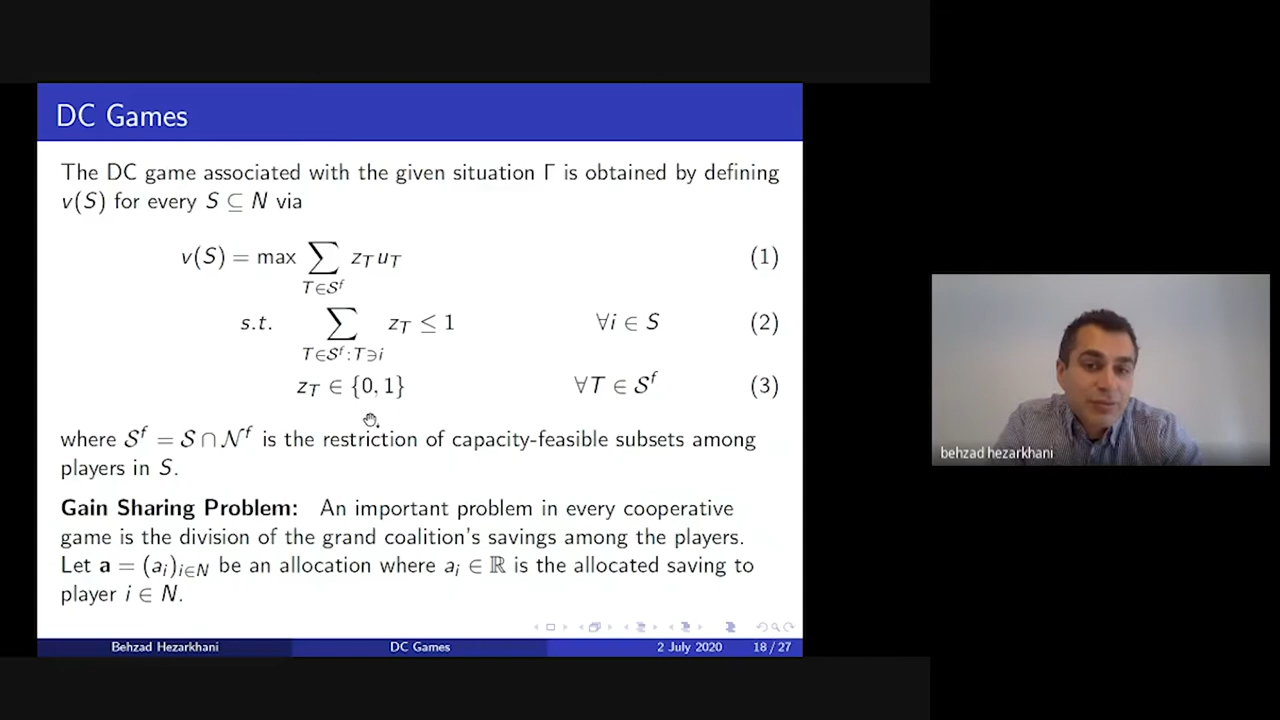 DC Games
The DC game associated with the given situation Γ is obtained by defining
v(S) for every S ⊆ N via
v(S) = max ∑ z_T u_T (1)
T∈𝒮^f
s.t. ∑ z_T ≤ 1 ∀i ∈ S (2)
T∈𝒮^f:T∋i
z_T ∈ {0, 1} ∀T ∈ 𝒮^f (3)
where 𝒮^f = 𝒮 ∩ 𝒩^f is the restriction of capacity-feasible subsets among
players in S.
Gain Sharing Problem: An important problem in every cooperative
game is the division of the grand coalition's savings among the players.
Let a = (a_i)_{i∈N} be an allocation where a_i ∈ ℝ is the allocated saving to
player i ∈ N.
Behzad Hezarkhani DC Games 2 July 2020 18 / 27
behzad hezarkhani